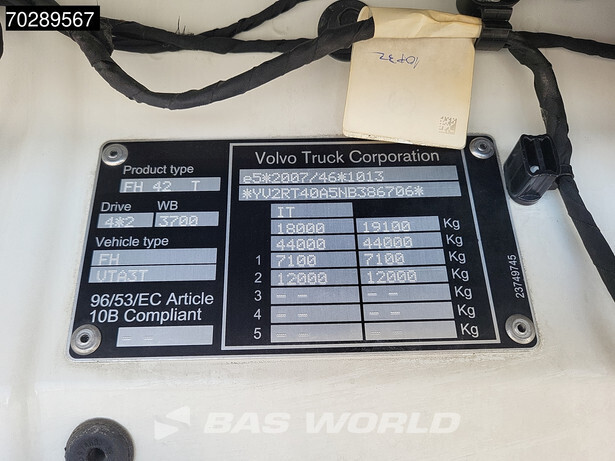 70289567
10P32
Product type
FH 42 T
Drive WB
4*2 3700
Vehicle type
FH
VTA3T
96/53/EC Article
10B Compliant
-- --
Volvo Truck Corporation
e5*2007/46*1013
*YV2RT40A5NB386706*
IT
18000 19100 Kg
44000 44000 Kg
1 7100 7100 Kg
2 12000 12000 Kg
3 -- -- -- -- Kg
4 -- -- -- -- Kg
5 -- -- -- -- Kg
23749745
BAS WORLD